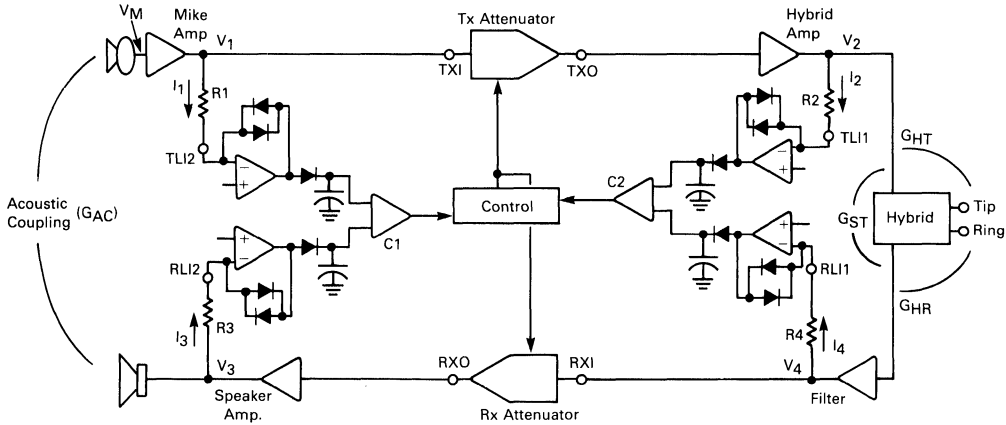 VM
Mike
Amp
V1
Tx Attenuator
TXI
TXO
Hybrid
Amp
V2
I1
R1
TLI2
−
+
I2
R2
TLI1
−
+
GHT
Acoustic
Coupling (GAC)
C1
Control
C2
GST
Hybrid
Tip
Ring
+
−
RLI2
R3
I3
+
−
RLI1
R4
I4
GHR
V3
Speaker
Amp.
RXO
RXI
Rx Attenuator
V4
Filter